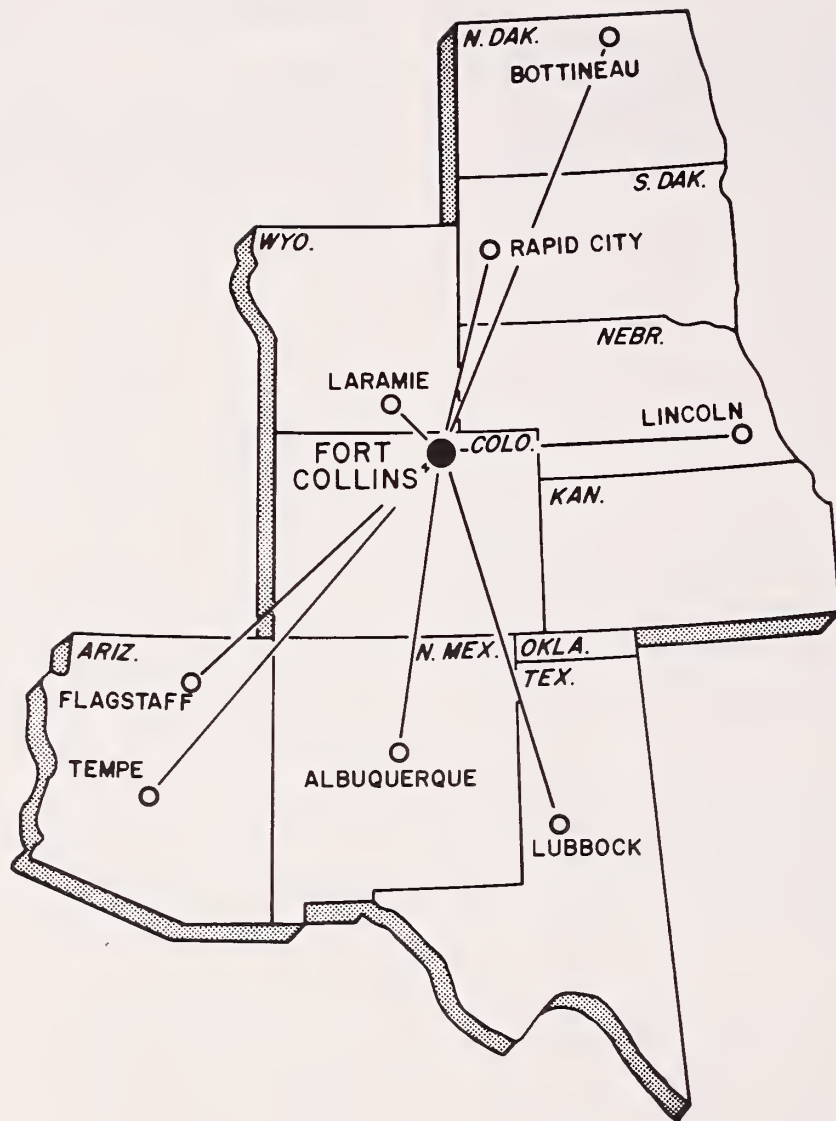 N. DAK.
BOTTINEAU
S. DAK.
WYO.
RAPID CITY
NEBR.
LARAMIE
LINCOLN
FORT
COLLINS
COLO.
KAN.
ARIZ.
N. MEX.
OKLA.
TEX.
FLAGSTAFF
TEMPE
ALBUQUERQUE
LUBBOCK